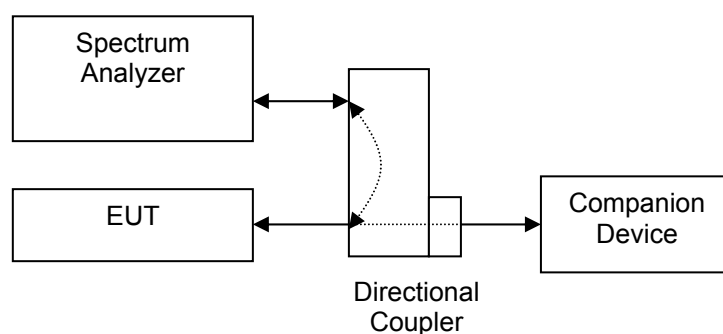 Spectrum
Analyzer
EUT
Companion
Device
Directional
Coupler